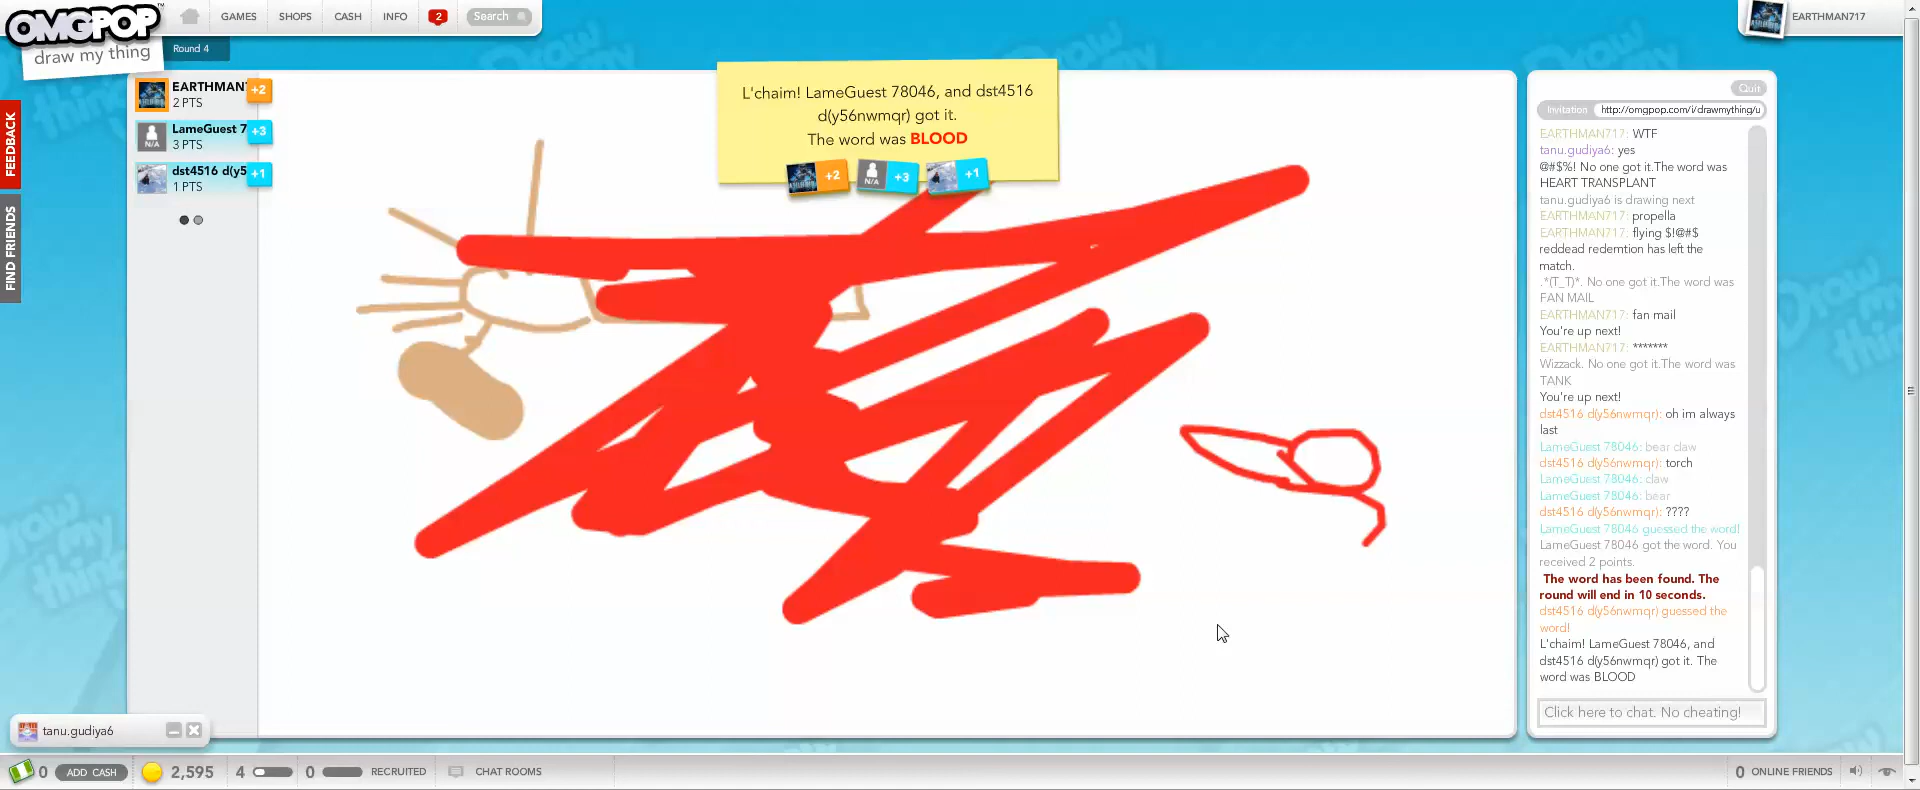 OMGPOP™
draw my thing
GAMES
SHOPS
CASH
INFO
2
Search
EARTHMAN717
Round 4
FEEDBACK
FIND FRIENDS
EARTHMAN
+2
2 PTS
LameGuest 7
+3
3 PTS
dst4516 d(y5
+1
1 PTS
L'chaim! LameGuest 78046, and dst4516
d(y56nwmqr) got it.
The word was BLOOD
+2
N/A
+3
+1
Quit
Invitation
http://omgpop.com/i/drawmything/u
EARTHMAN717: WTF
tanu.gudiya6: yes
@#$%! No one got it.The word was
HEART TRANSPLANT
tanu.gudiya6 is drawing next
EARTHMAN717: propella
EARTHMAN717: flying $!@#$
reddead redemtion has left the
match.
.*(T_T)*. No one got it.The word was
FAN MAIL
EARTHMAN717: fan mail
You're up next!
EARTHMAN717: *******
Wizzack. No one got it.The word was
TANK
You're up next!
dst4516 d(y56nwmqr): oh im always
last
LameGuest 78046: bear claw
dst4516 d(y56nwmqr): torch
LameGuest 78046: claw
LameGuest 78046: bear
dst4516 d(y56nwmqr): ????
LameGuest 78046 guessed the word!
LameGuest 78046 got the word. You
received 2 points.
The word has been found. The
round will end in 10 seconds.
dst4516 d(y56nwmqr) guessed the
word!
L'chaim! LameGuest 78046, and
dst4516 d(y56nwmqr) got it. The
word was BLOOD
Click here to chat. No cheating!
tanu.gudiya6
0
ADD CASH
2,595
4
0
RECRUITED
CHAT ROOMS
0 ONLINE FRIENDS